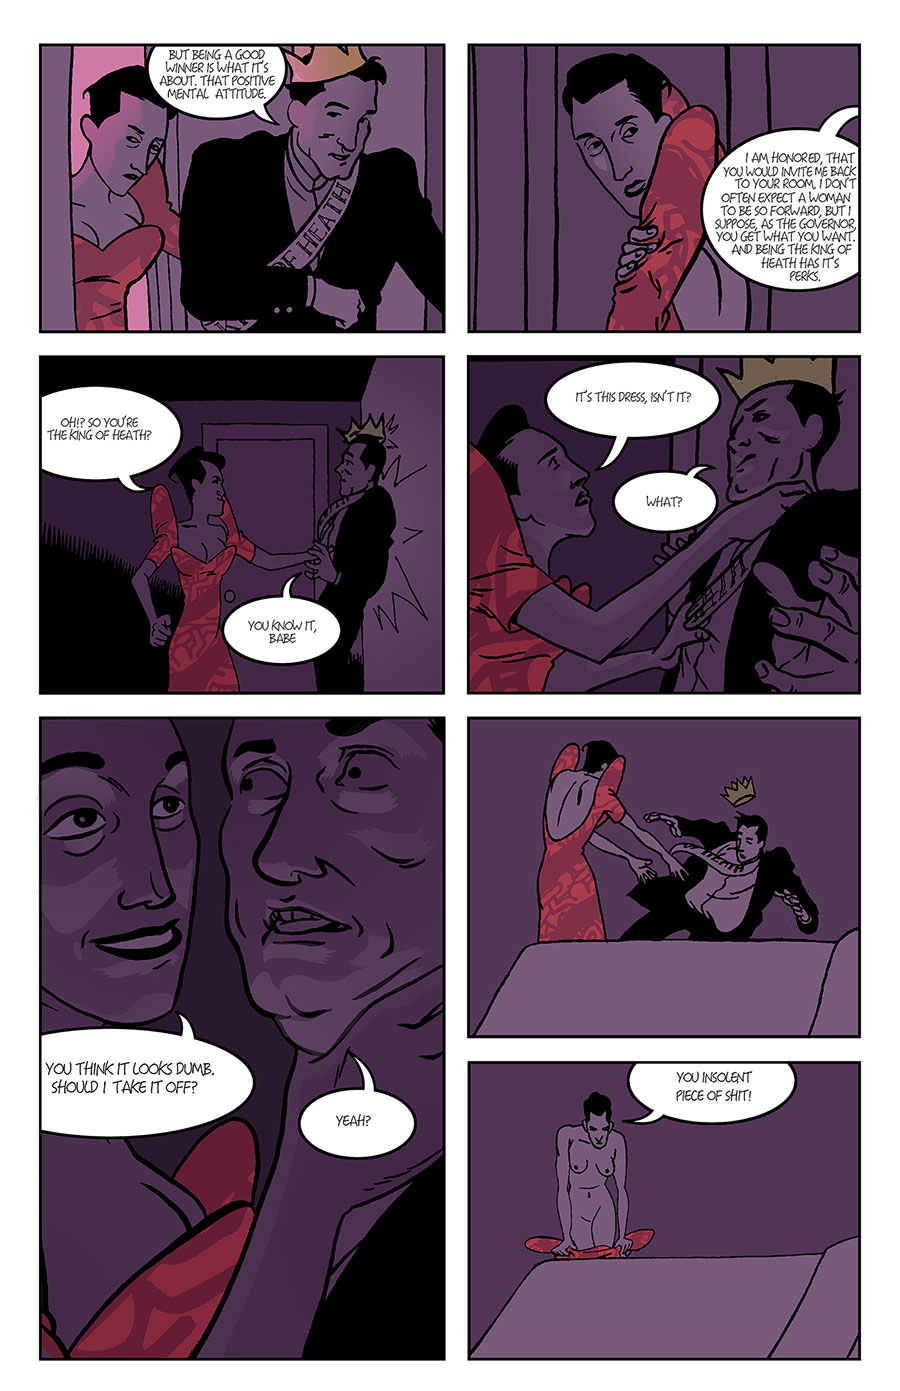 BUT BEING A GOOD
WINNER IS WHAT IT'S
ABOUT. THAT POSITIVE
MENTAL ATTITUDE.
OF HEATH
I AM HONORED, THAT
YOU WOULD INVITE ME BACK
TO YOUR ROOM, I DON'T
OFTEN EXPECT A WOMAN
TO BE SO FORWARD, BUT I
SUPPOSE, AS THE GOVERNOR,
YOU GET WHAT YOU WANT.
AND BEING THE KING OF
HEATH HAS IT'S
PERKS.
OH!? SO YOU'RE
THE KING OF HEATH?
YOU KNOW IT,
BABE
IT'S THIS DRESS, ISN'T IT?
WHAT?
YOU THINK IT LOOKS DUMB.
SHOULD I TAKE IT OFF?
YEAH?
YOU INSOLENT
PIECE OF SHIT!